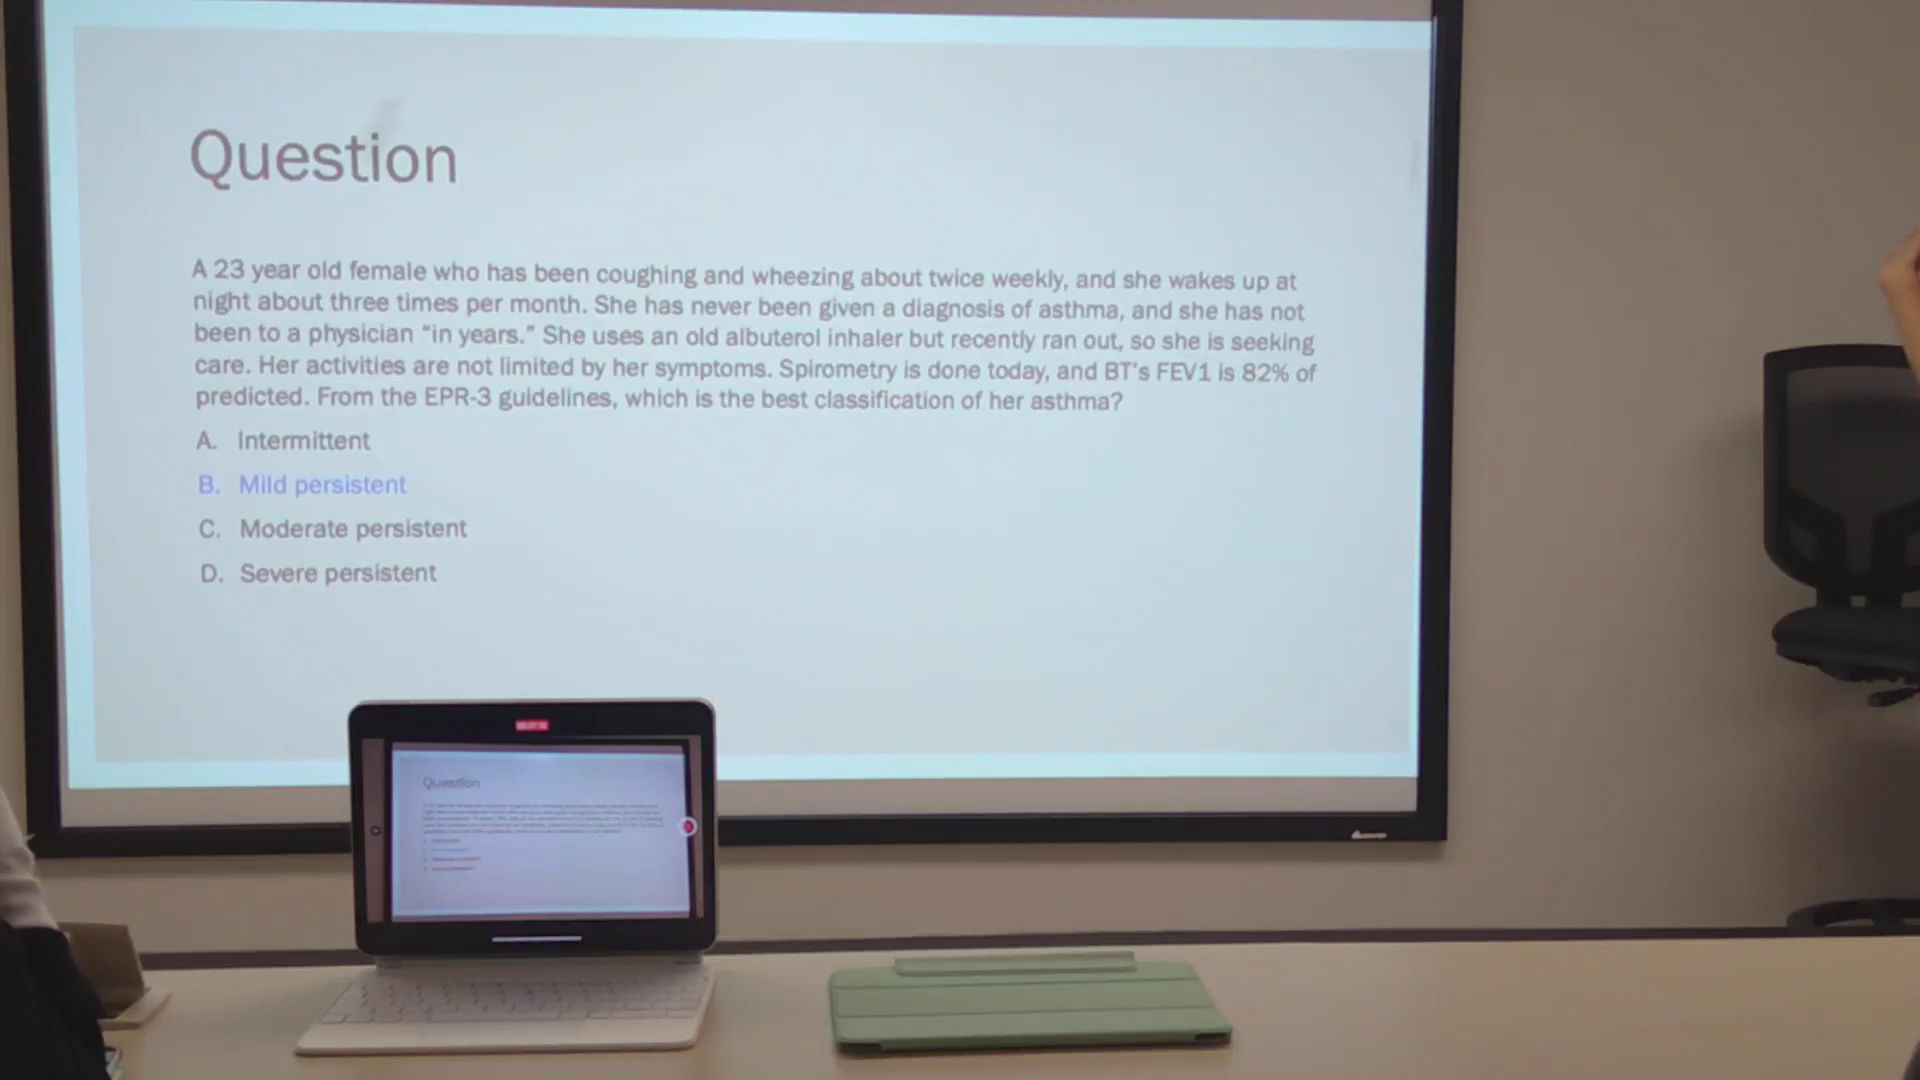 Question
A 23 year old female who has been coughing and wheezing about twice weekly, and she wakes up at
night about three times per month. She has never been given a diagnosis of asthma, and she has not
been to a physician “in years.” She uses an old albuterol inhaler but recently ran out, so she is seeking
care. Her activities are not limited by her symptoms. Spirometry is done today, and BT's FEV1 is 82% of
predicted. From the EPR-3 guidelines, which is the best classification of her asthma?
A. Intermittent
B. Mild persistent
C. Moderate persistent
D. Severe persistent
Question